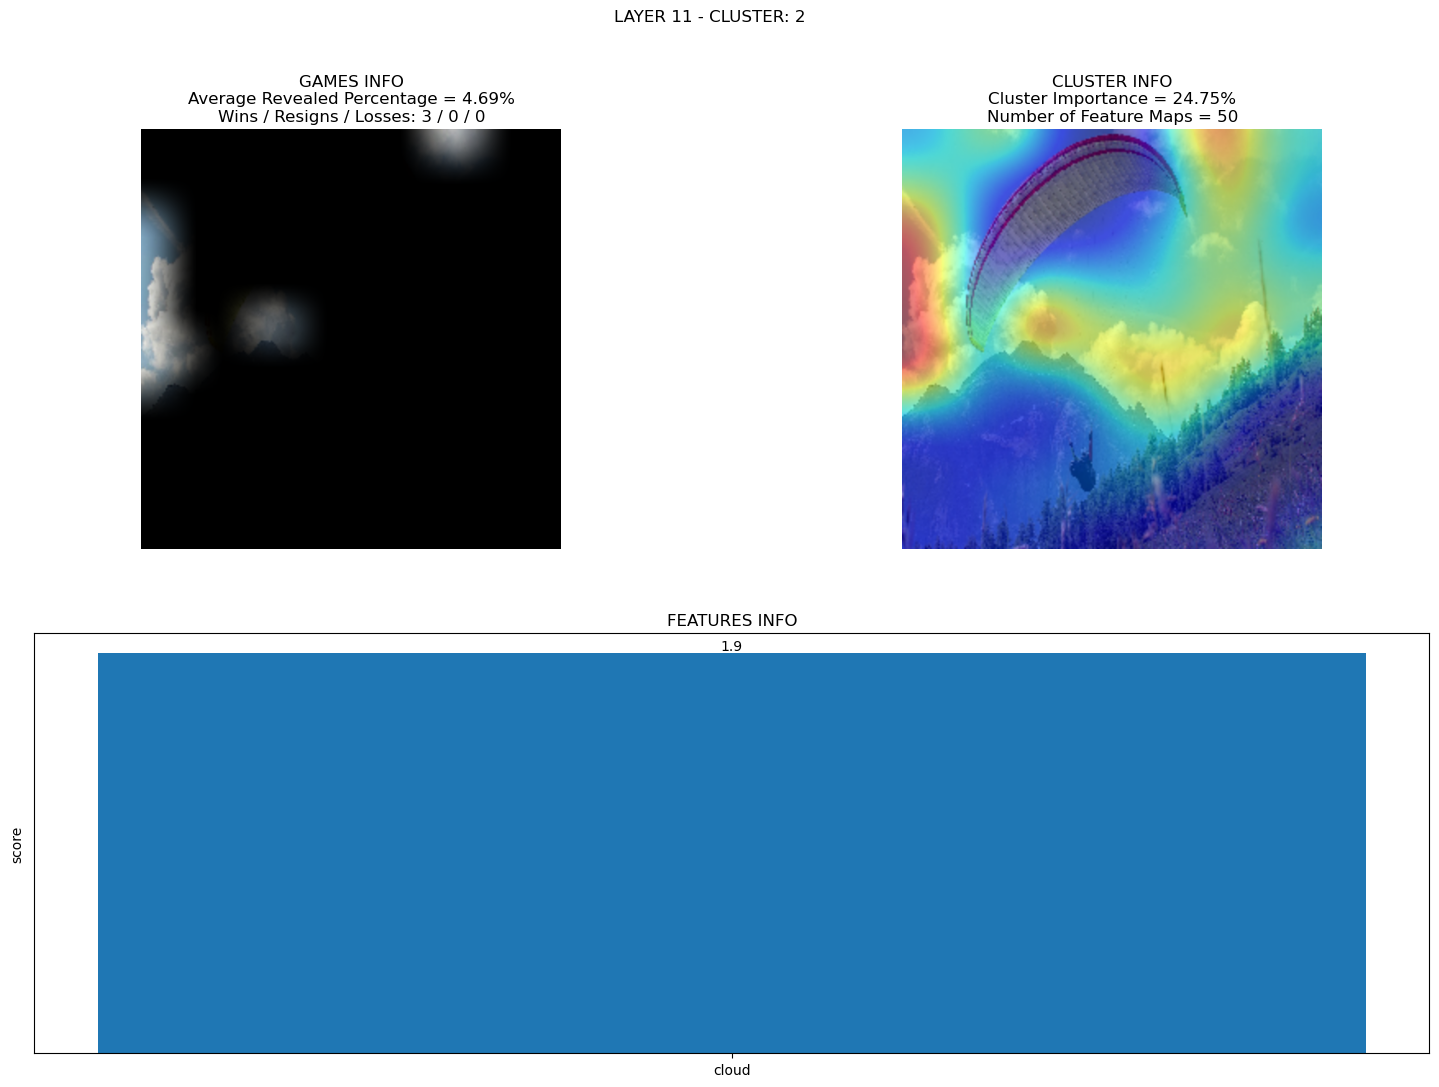 LAYER 11 - CLUSTER: 2
GAMES INFO
Average Revealed Percentage = 4.69%
Wins / Resigns / Losses: 3 / 0 / 0
CLUSTER INFO
Cluster Importance = 24.75%
Number of Feature Maps = 50
FEATURES INFO
1.9
score
cloud